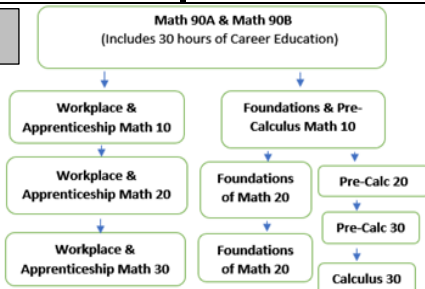 Math 90A & Math 90B
(Includes 30 hours of Career Education)
Workplace &
Apprenticeship Math 10
Foundations & Pre-
Calculus Math 10
Workplace &
Apprenticeship Math 20
Foundations
of Math 20
Pre-Calc 20
Pre-Calc 30
Workplace &
Apprenticeship Math 30
Foundations
of Math 20
Calculus 30